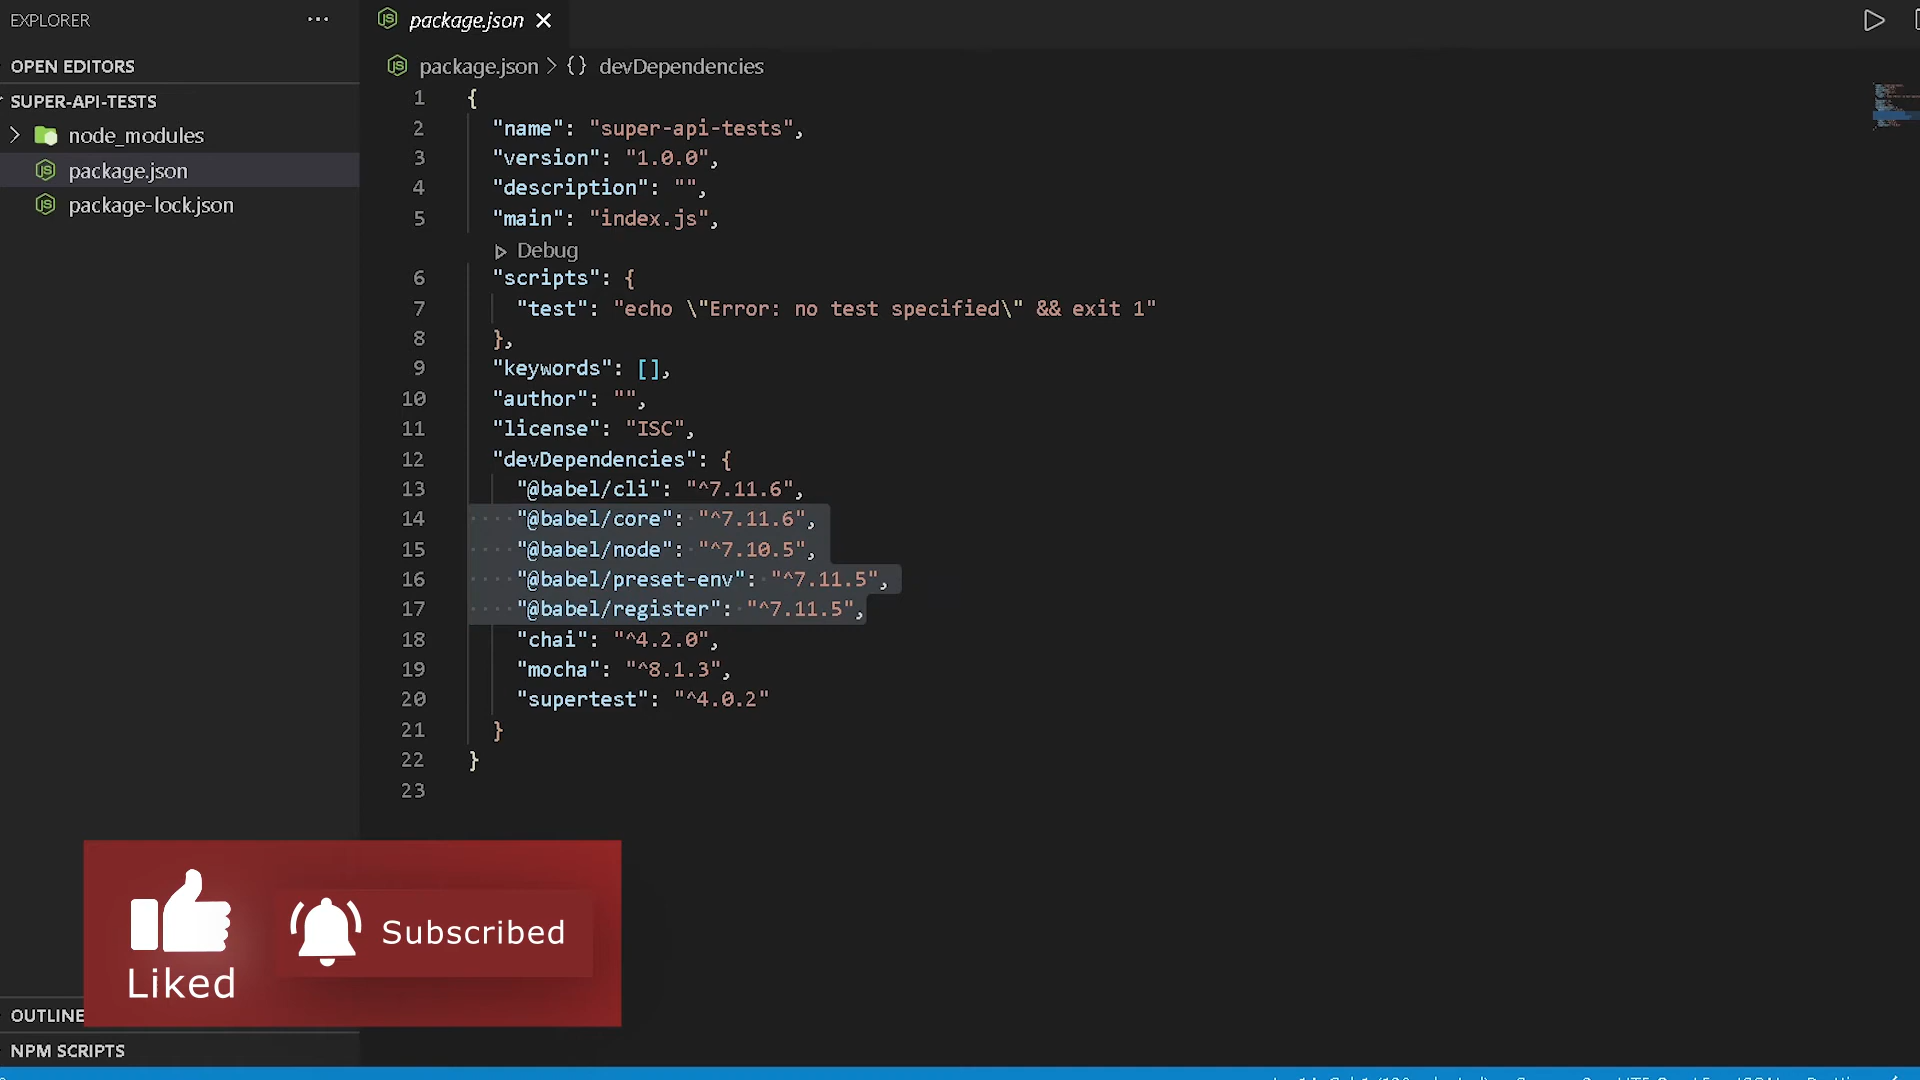 EXPLORER
package.json
OPEN EDITORS
package.json > {} devDependencies
SUPER-API-TESTS
node_modules
package.json
package-lock.json
1 {
2 "name": "super-api-tests",
3 "version": "1.0.0",
4 "description": "",
5 "main": "index.js",
Debug
6 "scripts": {
7 "test": "echo \"Error: no test specified\" && exit 1"
8 },
9 "keywords": [],
10 "author": "",
11 "license": "ISC",
12 "devDependencies": {
13 "@babel/cli": "^7.11.6",
14 "@babel/core": "^7.11.6",
15 "@babel/node": "^7.10.5",
16 "@babel/preset-env": "^7.11.5",
17 "@babel/register": "^7.11.5",
18 "chai": "^4.2.0",
19 "mocha": "^8.1.3",
20 "supertest": "^4.0.2"
21 }
22 }
23
Subscribed
Liked
OUTLINE
NPM SCRIPTS